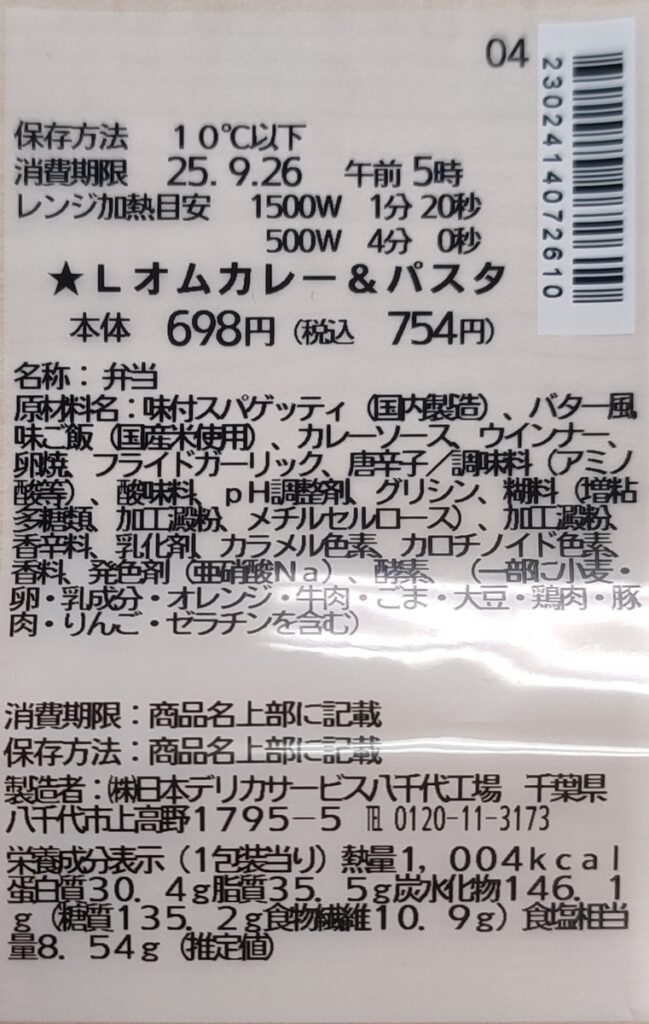 04
2302414072610
保存方法 10℃以下
消費期限 25.9.26 午前5時
レンジ加熱目安 1500W 1分20秒
500W 4分 0秒
★Lオムカレー&パスタ
本体 698円(税込 754円)
名称:弁当
原材料名:味付スパゲッティ(国内製造)、バター風
味ご飯(国産米使用)、カレーソース、ウインナー、
卵焼、フライドガーリック、唐辛子/調味料(アミノ
酸等)、酸味料、pH調整剤、グリシン、糊料(増粘
多糖類、加工澱粉、メチルセルロース)、加工澱粉、
香辛料、乳化剤、カラメル色素、カロチノイド色素、
香料、発色剤(亜硝酸Na)、酵素、(一部に小麦・
卵・乳成分・オレンジ・牛肉・ごま・大豆・鶏肉・豚
肉・りんご・ゼラチンを含む)
消費期限:商品名上部に記載
保存方法:商品名上部に記載
製造者:㈱日本デリカサービス八千代工場 千葉県
八千代市上高野1795-5 ℡0120-11-3173
栄養成分表示(1包装当り)熱量1,004kcal
蛋白質30.4g脂質35.5g炭水化物146.1
g(糖質135.2g食物繊維10.9g)食塩相当
量8.54g(推定値)